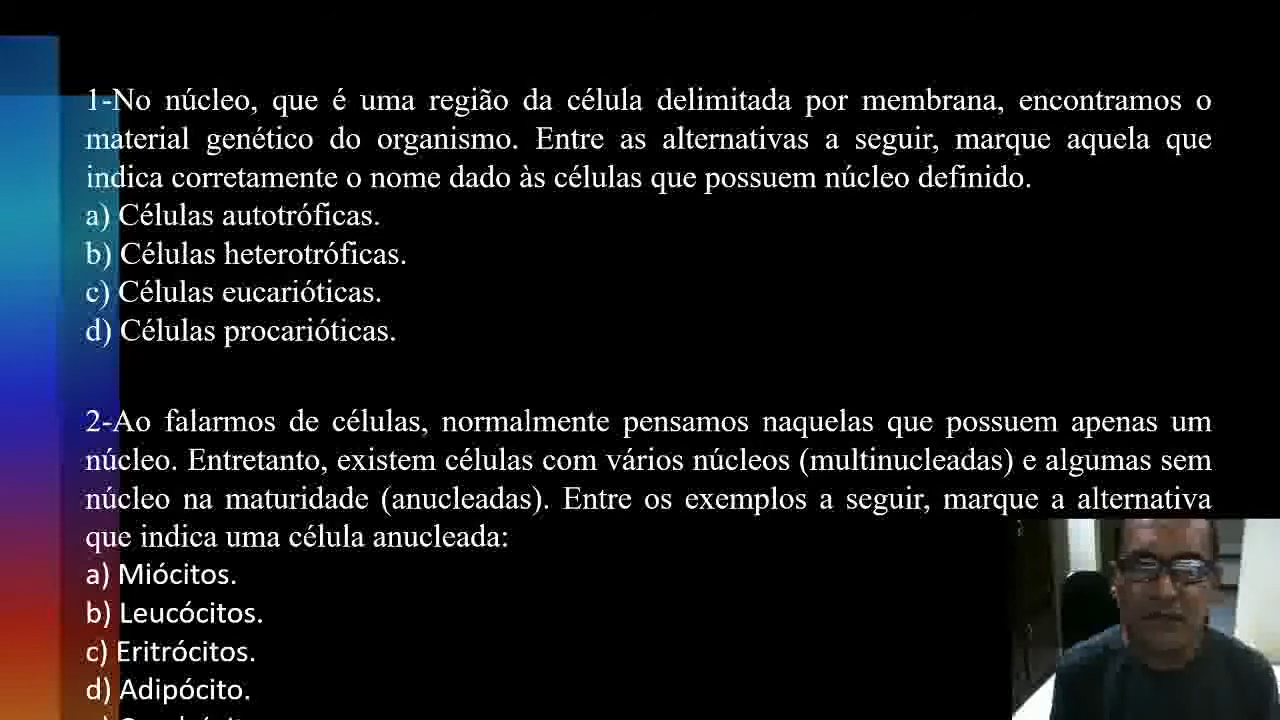 1-No núcleo, que é uma região da célula delimitada por membrana, encontramos o
material genético do organismo. Entre as alternativas a seguir, marque aquela que
indica corretamente o nome dado às células que possuem núcleo definido.
a) Células autotróficas.
b) Células heterotróficas.
c) Células eucarióticas.
d) Células procarióticas.
2-Ao falarmos de células, normalmente pensamos naquelas que possuem apenas um
núcleo. Entretanto, existem células com vários núcleos (multinucleadas) e algumas sem
núcleo na maturidade (anucleadas). Entre os exemplos a seguir, marque a alternativa
que indica uma célula anucleada:
a) Miócitos.
b) Leucócitos.
c) Eritrócitos.
d) Adipócito.